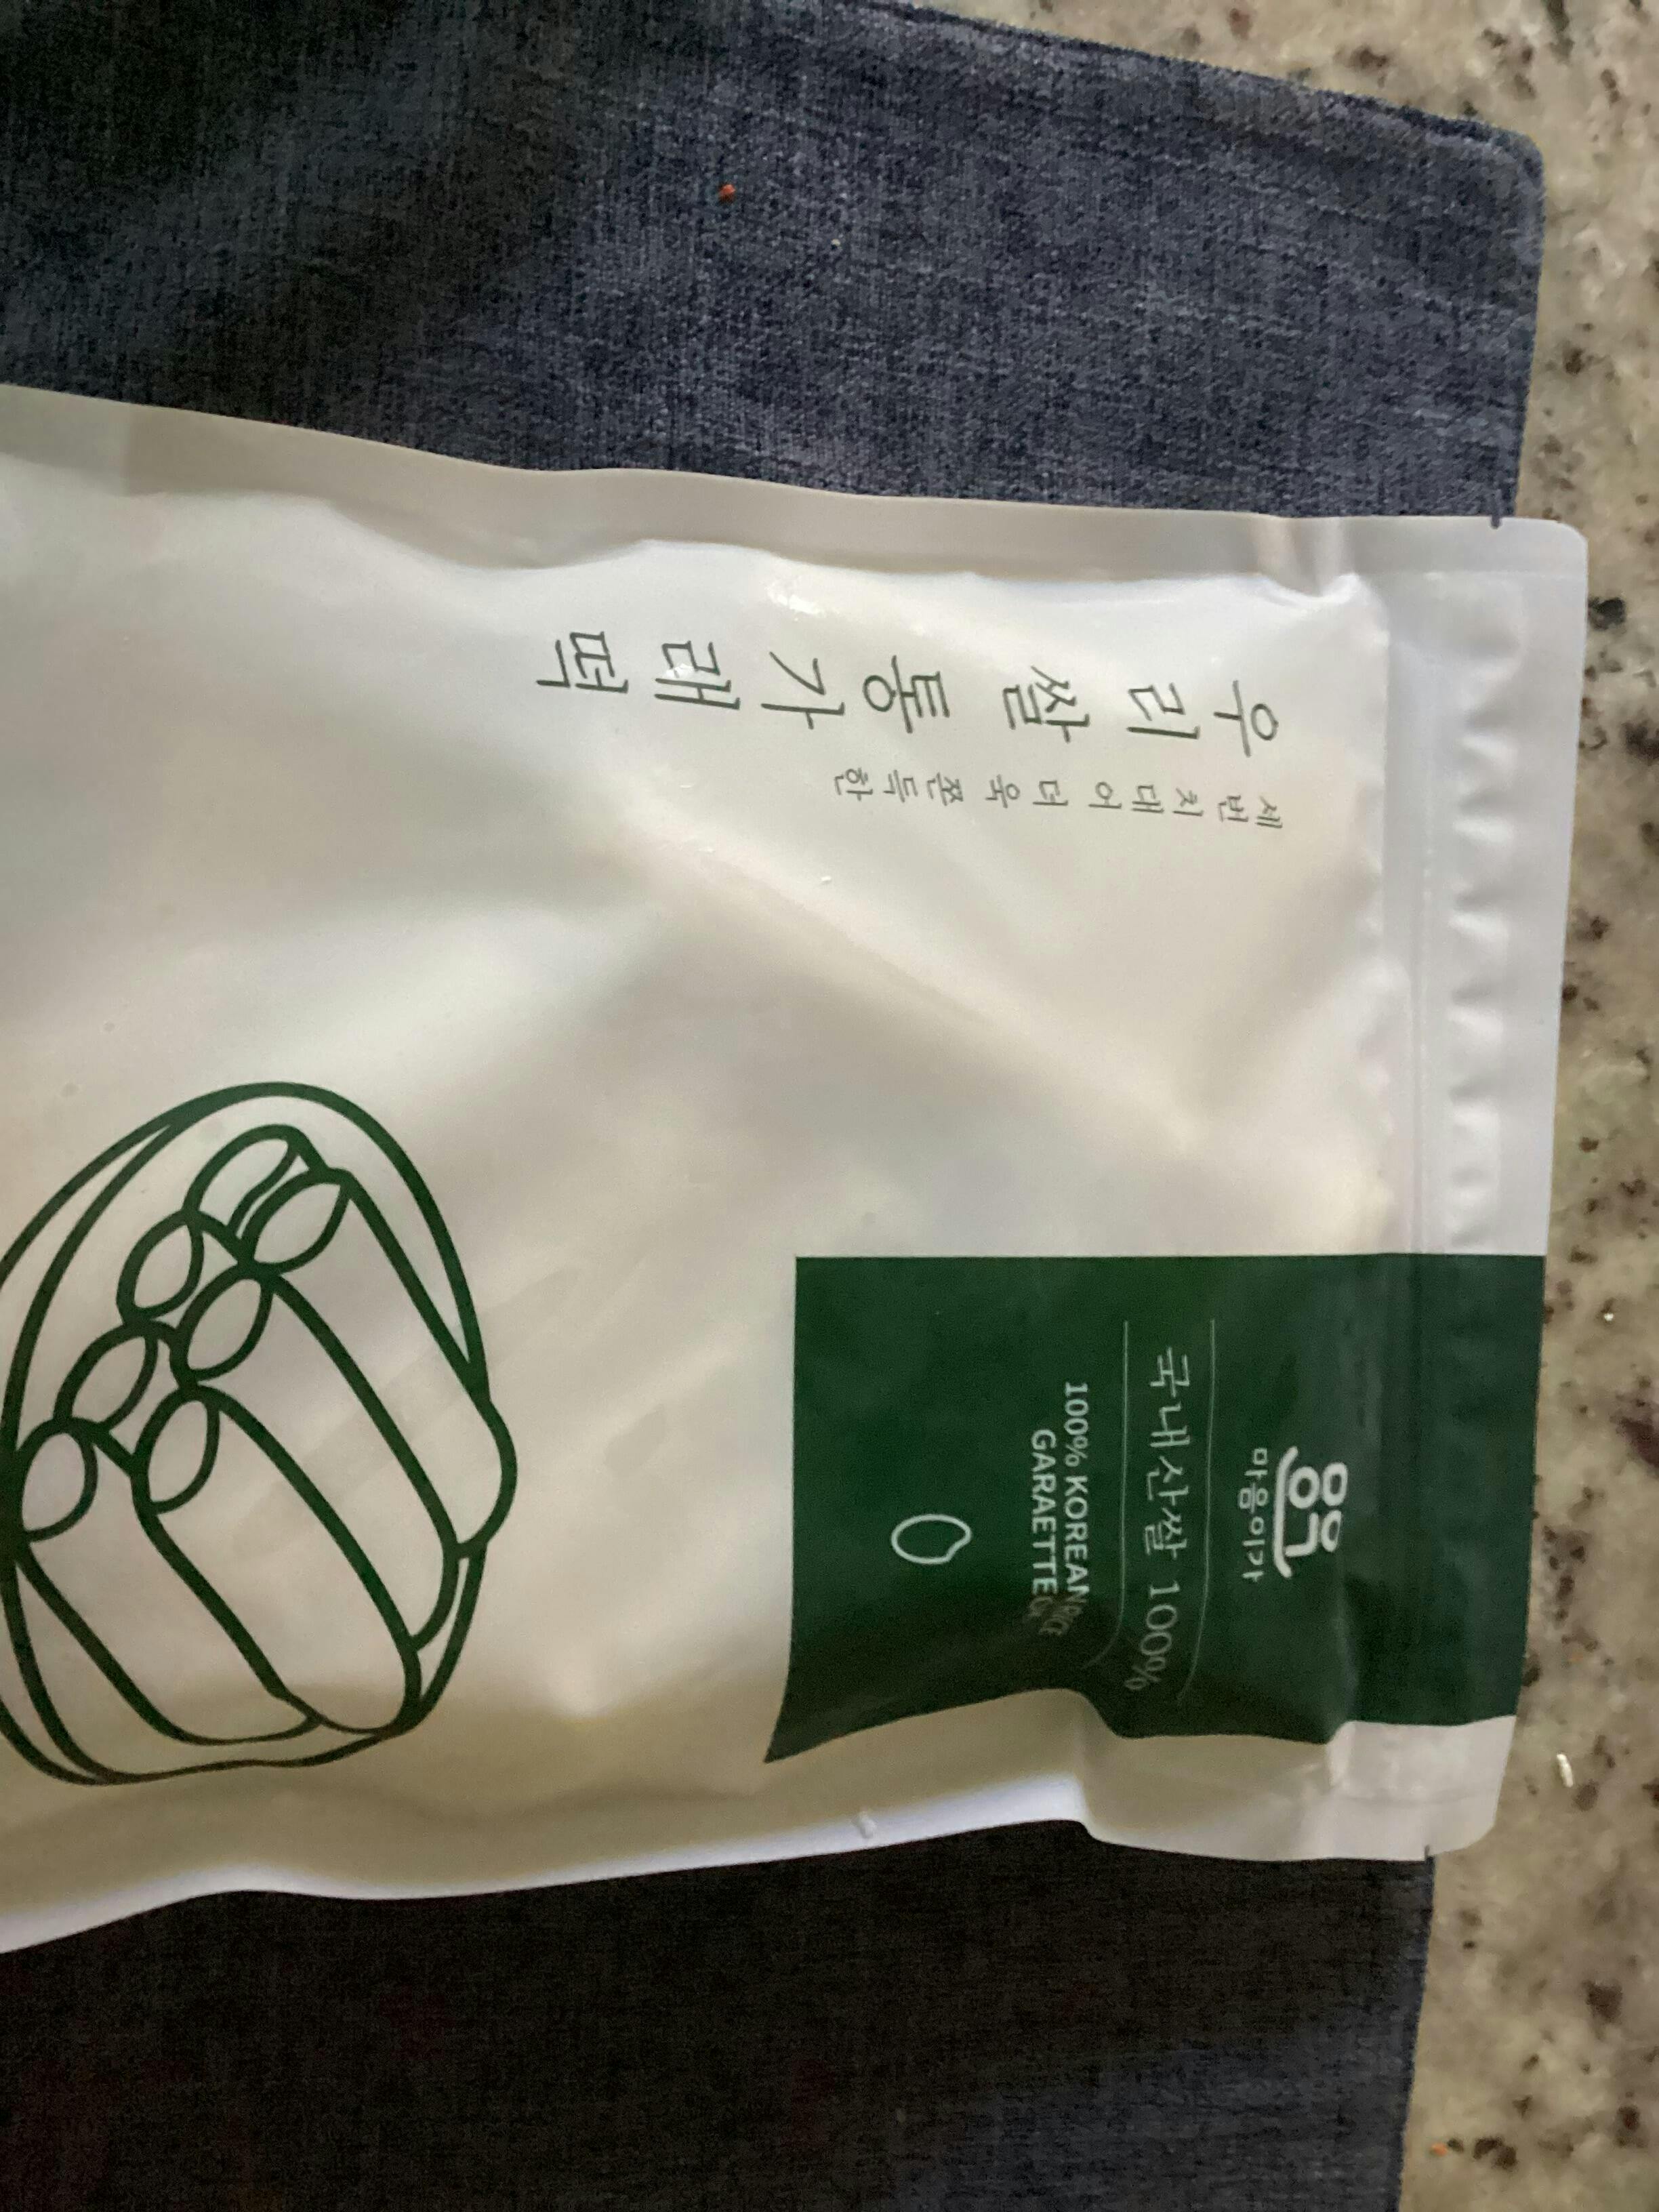 마음이가
국내산쌀 100%
100% KOREAN RICE
GARAETTEOK
우리쌀 통가래떡
세번 치대어 더욱 쫀득한